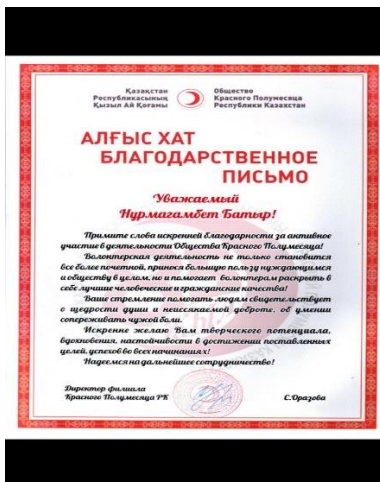 Қазақстан
Республикасының
Қызыл Ай Қоғамы
Общество
Красного Полумесяца
Республики Казахстан
АЛҒЫС ХАТ
БЛАГОДАРСТВЕННОЕ
ПИСЬМО
Уважаемый
Нурмагамбет Батыр!
Примите слова искренней благодарности за активное
участие в деятельности Общества Красного Полумесяца!
Волонтерская деятельность не только становится
все более почетной, принося большую пользу нуждающимся
и обществу в целом, но и помогает волонтерам раскрыть в
себе лучшие человеческие и гражданские качества!
Ваше стремление помогать людям свидетельствует
о щедрости души и неиссякаемой доброте, об умении
сопереживать чужой боли.
Искренне желаю Вам творческого потенциала,
вдохновения, настойчивости в достижении поставленных
целей, успехов во всех начинаниях!
Надеемся на дальнейшее сотрудничество!
Директор филиала
Красного Полумесяца РК
С.Оразова